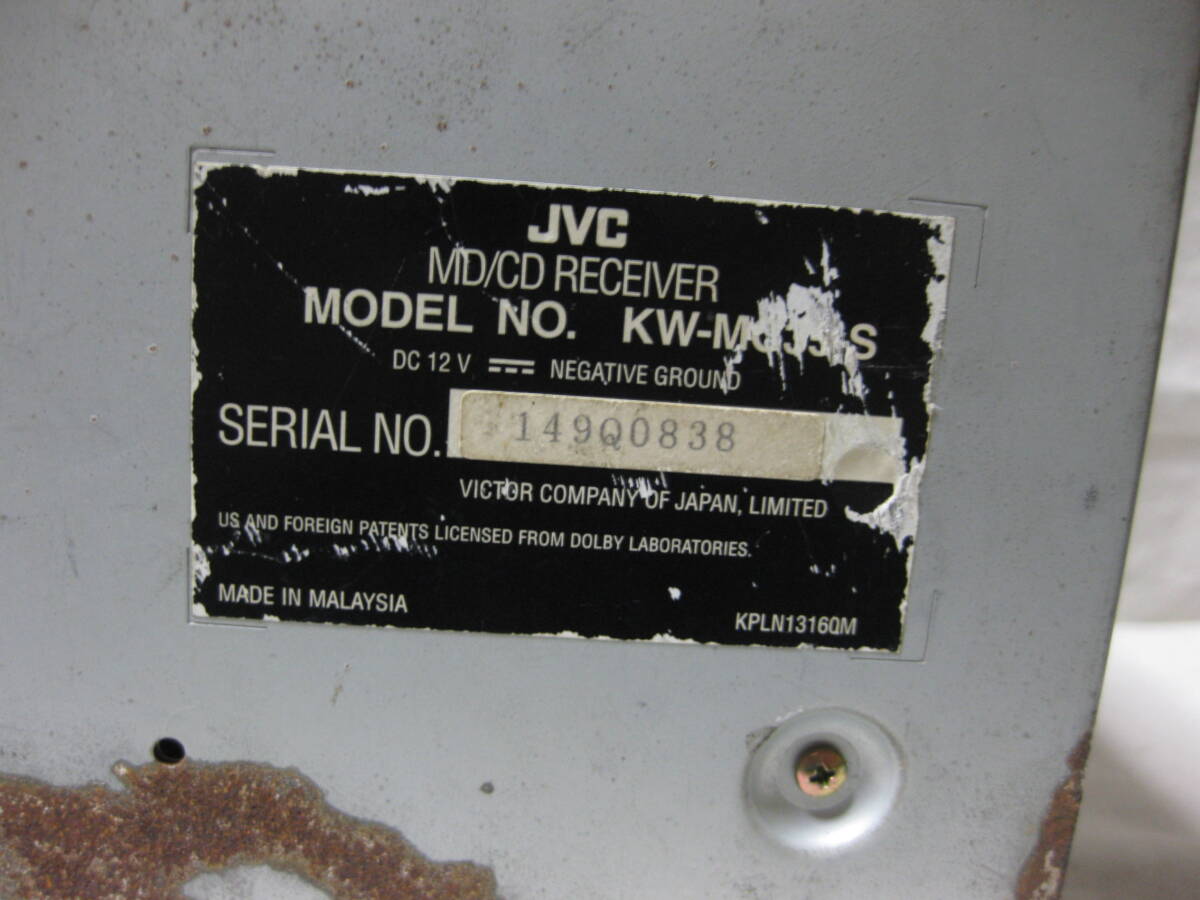 JVC
MD/CD RECEIVER
MODEL NO.
DC 12 V NEGATIVE GROUND
SERIAL NO. 149Q0838
VICTOR COMPANY OF JAPAN, LIMITED
US AND FOREIGN PATENTS LICENSED FROM DOLBY LABORATORIES.
MADE IN MALAYSIA
KPLN1316QM